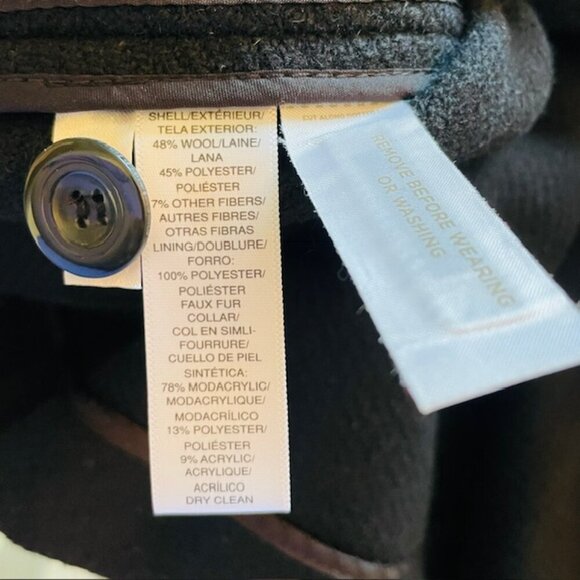 SHELL/EXTÉRIEUR/
TELA EXTERIOR:
48% WOOL/LAINE/
LANA
45% POLYESTER/
POLIÉSTER
7% OTHER FIBERS/
AUTRES FIBRES/
OTRAS FIBRAS
LINING/DOUBLURE/
FORRO:
100% POLYESTER/
POLIÉSTER
FAUX FUR
COLLAR/
COL EN SIMLI-
FOURRURE/
CUELLO DE PIEL
SINTÉTICA:
78% MODACRYLIC/
MODACRYLIQUE/
MODACRÍLICO
13% POLYESTER/
POLIÉSTER
9% ACRYLIC/
ACRYLIQUE/
ACRÍLICO
DRY CLEAN
REMOVE BEFORE WEARING
OR WASHING